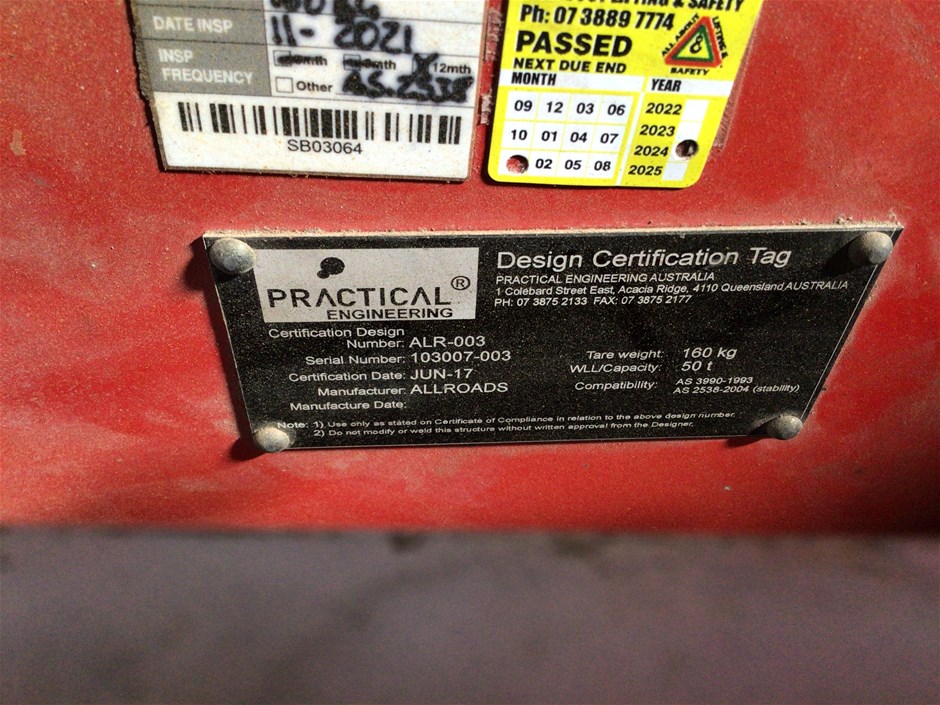 DATE INSP 11-2021
INSP FREQUENCY
12mth
Other AS.2538
SB03064
LIFTING & SAFETY
Ph: 07 3889 7774
PASSED
NEXT DUE END
MONTH YEAR
09 12 03 06 2022
10 01 04 07 2023
02 05 08 2024
2025
ALL ABOUT LIFTING & SAFETY
PRACTICAL®
ENGINEERING
Design Certification Tag
PRACTICAL ENGINEERING AUSTRALIA
1 Colebard Street East, Acacia Ridge, 4110 Queensland, AUSTRALIA
PH: 07 3875 2133 FAX: 07 3875 2177
Certification Design
Number: ALR-003
Serial Number: 103007-003
Certification Date: JUN-17
Manufacturer: ALLROADS
Manufacture Date:
Tare weight: 160 kg
WLL/Capacity: 50 t
Compatibility: AS 3990-1993
AS 2538-2004 (stability)
Note: 1) Use only as stated on Certificate of Compliance in relation to the above design number.
2) Do not modify or weld this structure without written approval from the Designer.